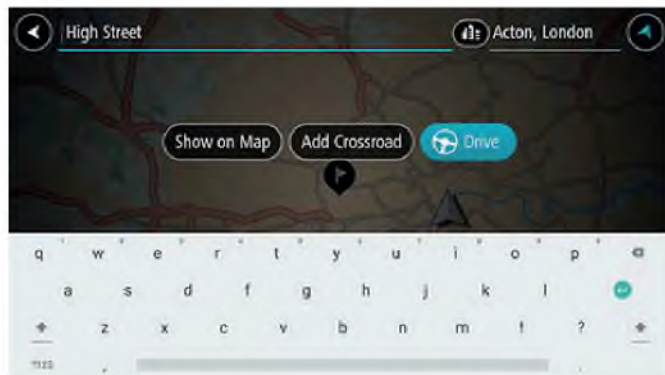 High Street Acton, London
Show on Map Add Crossroad Drive
q w e r t y u i o p
a s d f g h j k l
z x c v b n m ! ?
?123 , .